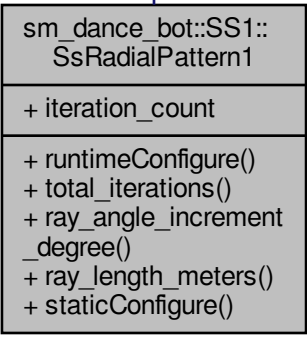 sm_dance_bot::SS1::
SsRadialPattern1
+ iteration_count
+ runtimeConfigure()
+ total_iterations()
+ ray_angle_increment
_degree()
+ ray_length_meters()
+ staticConfigure()